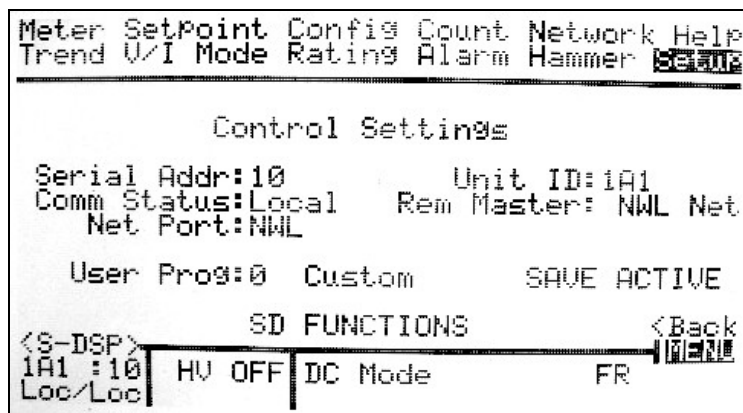 Meter Setpoint Config Count Network Help
Trend V/I Mode Rating Alarm Hammer Setup
Control Settings
Serial Addr:10 Unit ID:1A1
Comm Status:Local Rem Master: NWL Net
Net Port:NWL
User Prog:0 Custom SAVE ACTIVE
SD FUNCTIONS <Back
<S-DSP> MENU
1A1 :10 HV OFF DC Mode FR
Loc/Loc